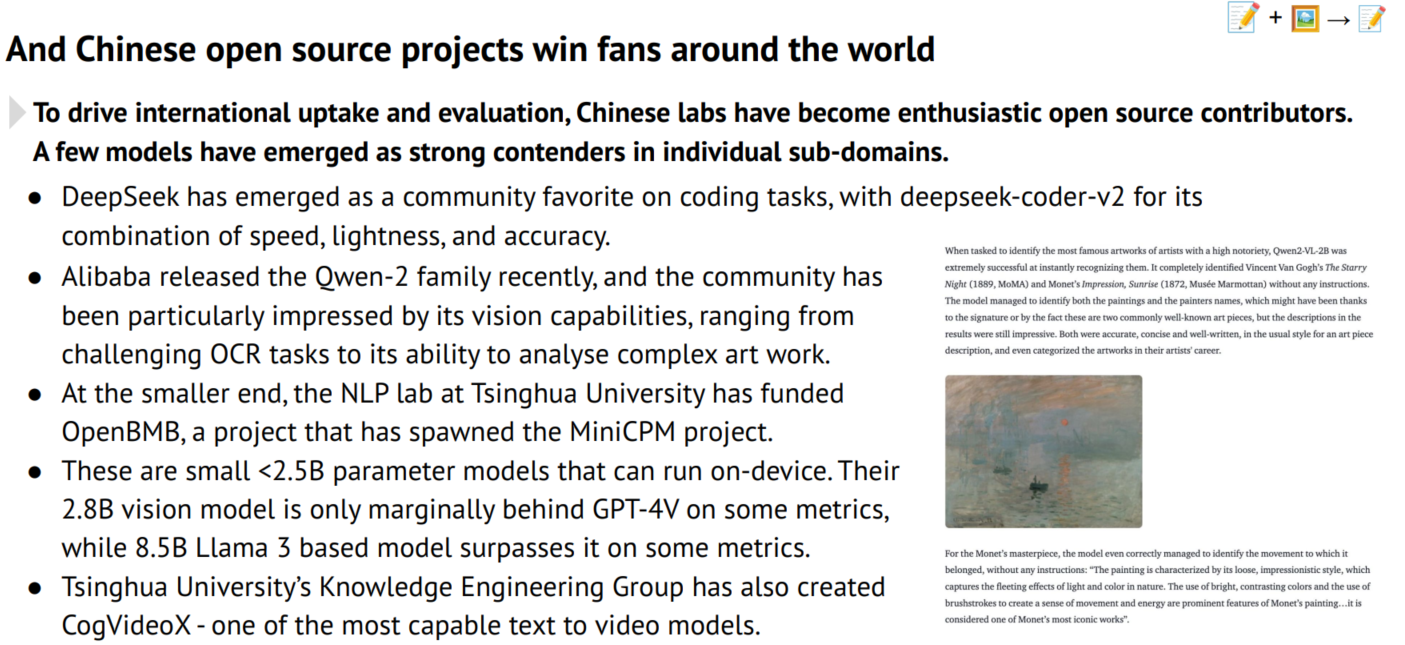 📝 + 🖼️ → 📝
And Chinese open source projects win fans around the world
To drive international uptake and evaluation, Chinese labs have become enthusiastic open source contributors.
A few models have emerged as strong contenders in individual sub-domains.
● DeepSeek has emerged as a community favorite on coding tasks, with deepseek-coder-v2 for its
combination of speed, lightness, and accuracy.
● Alibaba released the Qwen-2 family recently, and the community has
been particularly impressed by its vision capabilities, ranging from
challenging OCR tasks to its ability to analyse complex art work.
● At the smaller end, the NLP lab at Tsinghua University has funded
OpenBMB, a project that has spawned the MiniCPM project.
● These are small <2.5B parameter models that can run on-device. Their
2.8B vision model is only marginally behind GPT-4V on some metrics,
while 8.5B Llama 3 based model surpasses it on some metrics.
● Tsinghua University's Knowledge Engineering Group has also created
CogVideoX - one of the most capable text to video models.
When tasked to identify the most famous artworks of artists with a high notoriety, Qwen2-VL-2B was
extremely successful at instantly recognizing them. It completely identified Vincent Van Gogh's The Starry
Night (1889, MoMA) and Monet's Impression, Sunrise (1872, Musée Marmottan) without any instructions.
The model managed to identify both the paintings and the painters names, which might have been thanks
to the signature or by the fact these are two commonly well-known art pieces, but the descriptions in the
results were still impressive. Both were accurate, concise and well-written, in the usual style for an art piece
description, and even categorized the artworks in their artists' career.
For the Monet's masterpiece, the model even correctly managed to identify the movement to which it
belonged, without any instructions: "The painting is characterized by its loose, impressionistic style, which
captures the fleeting effects of light and color in nature. The use of bright, contrasting colors and the use of
brushstrokes to create a sense of movement and energy are prominent features of Monet's painting…it is
considered one of Monet's most iconic works".